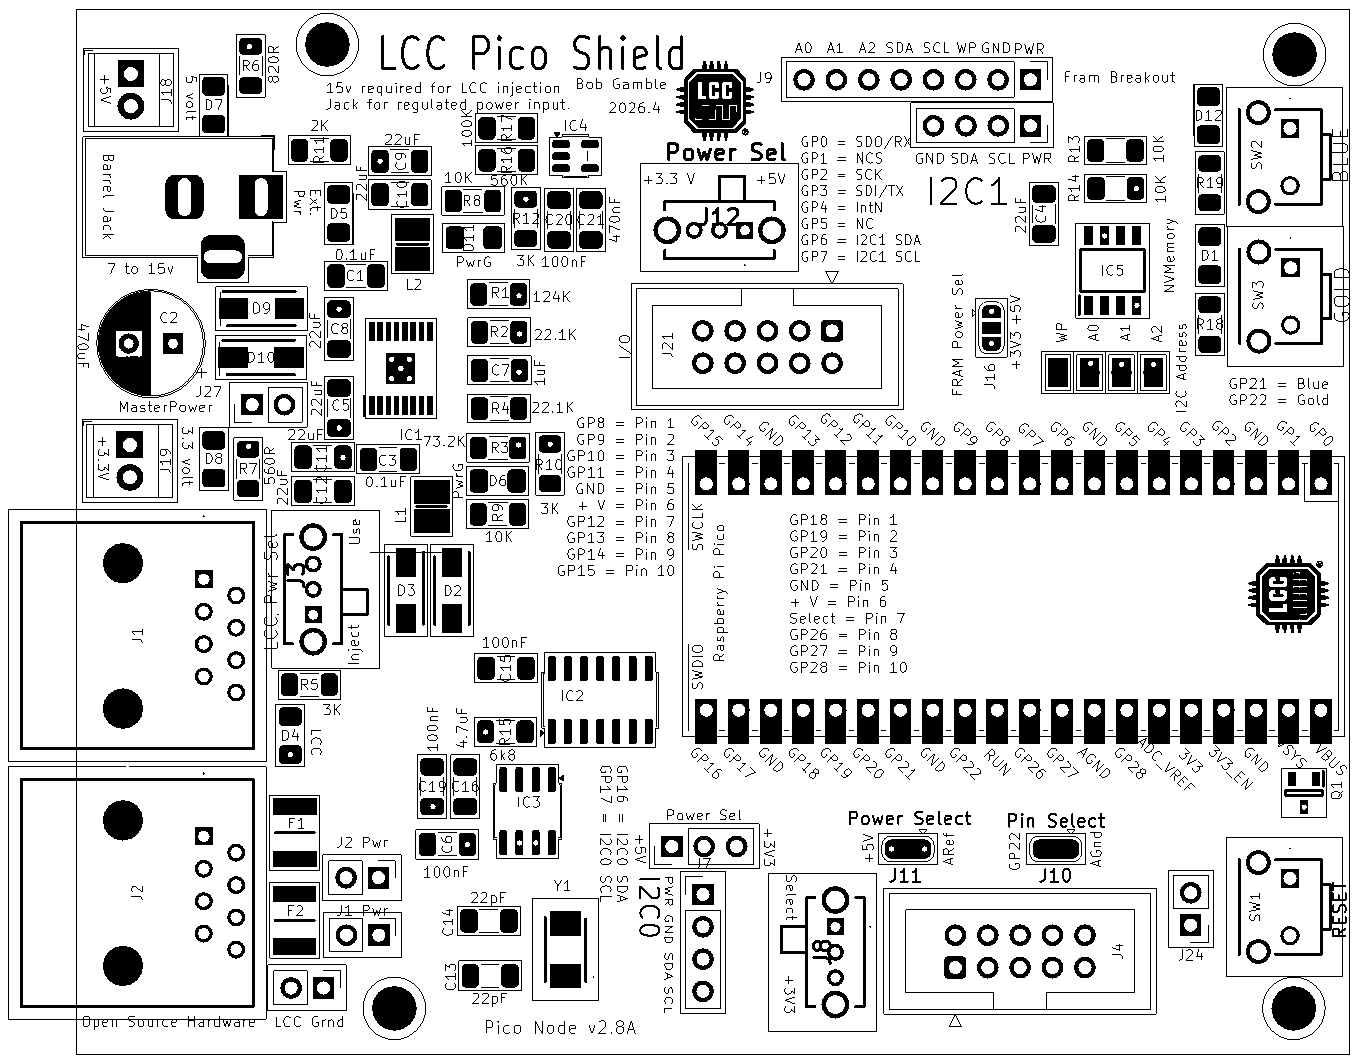 LCC Pico Shield
15v required for LCC injection
Jack for regulated power input.
Bob Gamble
2026.4
LCC
A0 A1 A2 SDA SCL WP GND PWR
J9
Fram Breakout
GND SDA SCL PWR
I2C1
+5V
J18
5 volt
D7
R6
820R
Barrel Jack
7 to 15v
Ext.
Pwr
2K
R11
22uF
C9
22uF
C10
D5
0.1uF
C1
L2
100K
R17
R16
560K
IC4
10K
R8
D11
PwrG
R12
3K
C20
C21
100nF
470nF
Power Sel
+3.3 V
+5V
J12
GP0 = SDO/RX
GP1 = NCS
GP2 = SCK
GP3 = SDI/TX
GP4 = IntN
GP5 = NC
GP6 = I2C1 SDA
GP7 = I2C1 SCL
R13
10K
R14
10K
22uF
C4
IC5
NVMemory
D12
R19
D1
R18
SW2
BLUE
SW3
GOLD
GP21 = Blue
GP22 = Gold
470uF
C2
+
D9
D10
J27
MasterPower
22uF
C8
22uF
C5
IC1
R1
124K
R2
22.1K
C7
1uF
R4
22.1K
73.2K
R3
R10
3K
PwrG
D6
R9
10K
I/O
J21
FRAM Power Sel
J16
+3V3 +5V
WP
A0
A1
A2
I2C Address
+3.3V
J19
3.3 volt
D8
R7
560R
22uF
C11
22uF
C12
C3
0.1uF
L1
GP8 = Pin 1
GP9 = Pin 2
GP10 = Pin 3
GP11 = Pin 4
GND = Pin 5
+ V = Pin 6
GP12 = Pin 7
GP13 = Pin 8
GP14 = Pin 9
GP15 = Pin 10
GP15 GP14 GND GP13 GP12 GP11 GP10 GND GP9 GP8 GP7 GP6 GND GP5 GP4 GP3 GP2 GND GP1 GP0
SWCLK
Raspberry Pi Pico
SWDIO
GP18 = Pin 1
GP19 = Pin 2
GP20 = Pin 3
GP21 = Pin 4
GND = Pin 5
+ V = Pin 6
Select = Pin 7
GP26 = Pin 8
GP27 = Pin 9
GP28 = Pin 10
LCC
GP16 GP17 GND GP18 GP19 GP20 GP21 GND GP22 RUN GP26 GP27 AGND GP28 ADC_VREF 3V3 3V3_EN GND VSYS VBUS
J1
LCC Pwr Sel
J3
Use
Inject
D3
D2
R5
3K
D4
LCC
100nF
C15
IC2
4.7uF
R15
6k8
100nF
C19
C16
IC3
C6
100nF
GP16 = I2C0 SDA
GP17 = I2C0 SCL
I2C0
Power Sel
+5V
+3V3
J7
PWR GND SDA SCL
Power Select
+5V
ARef
J11
Pin Select
GP22
AGnd
J10
Q1
J2
F1
F2
J2 Pwr
J1 Pwr
LCC Grnd
22pF
C14
C13
22pF
Y1
Select
J8
+3V3
J4
J24
SW1
RESET
Open Source Hardware
Pico Node v2.8A